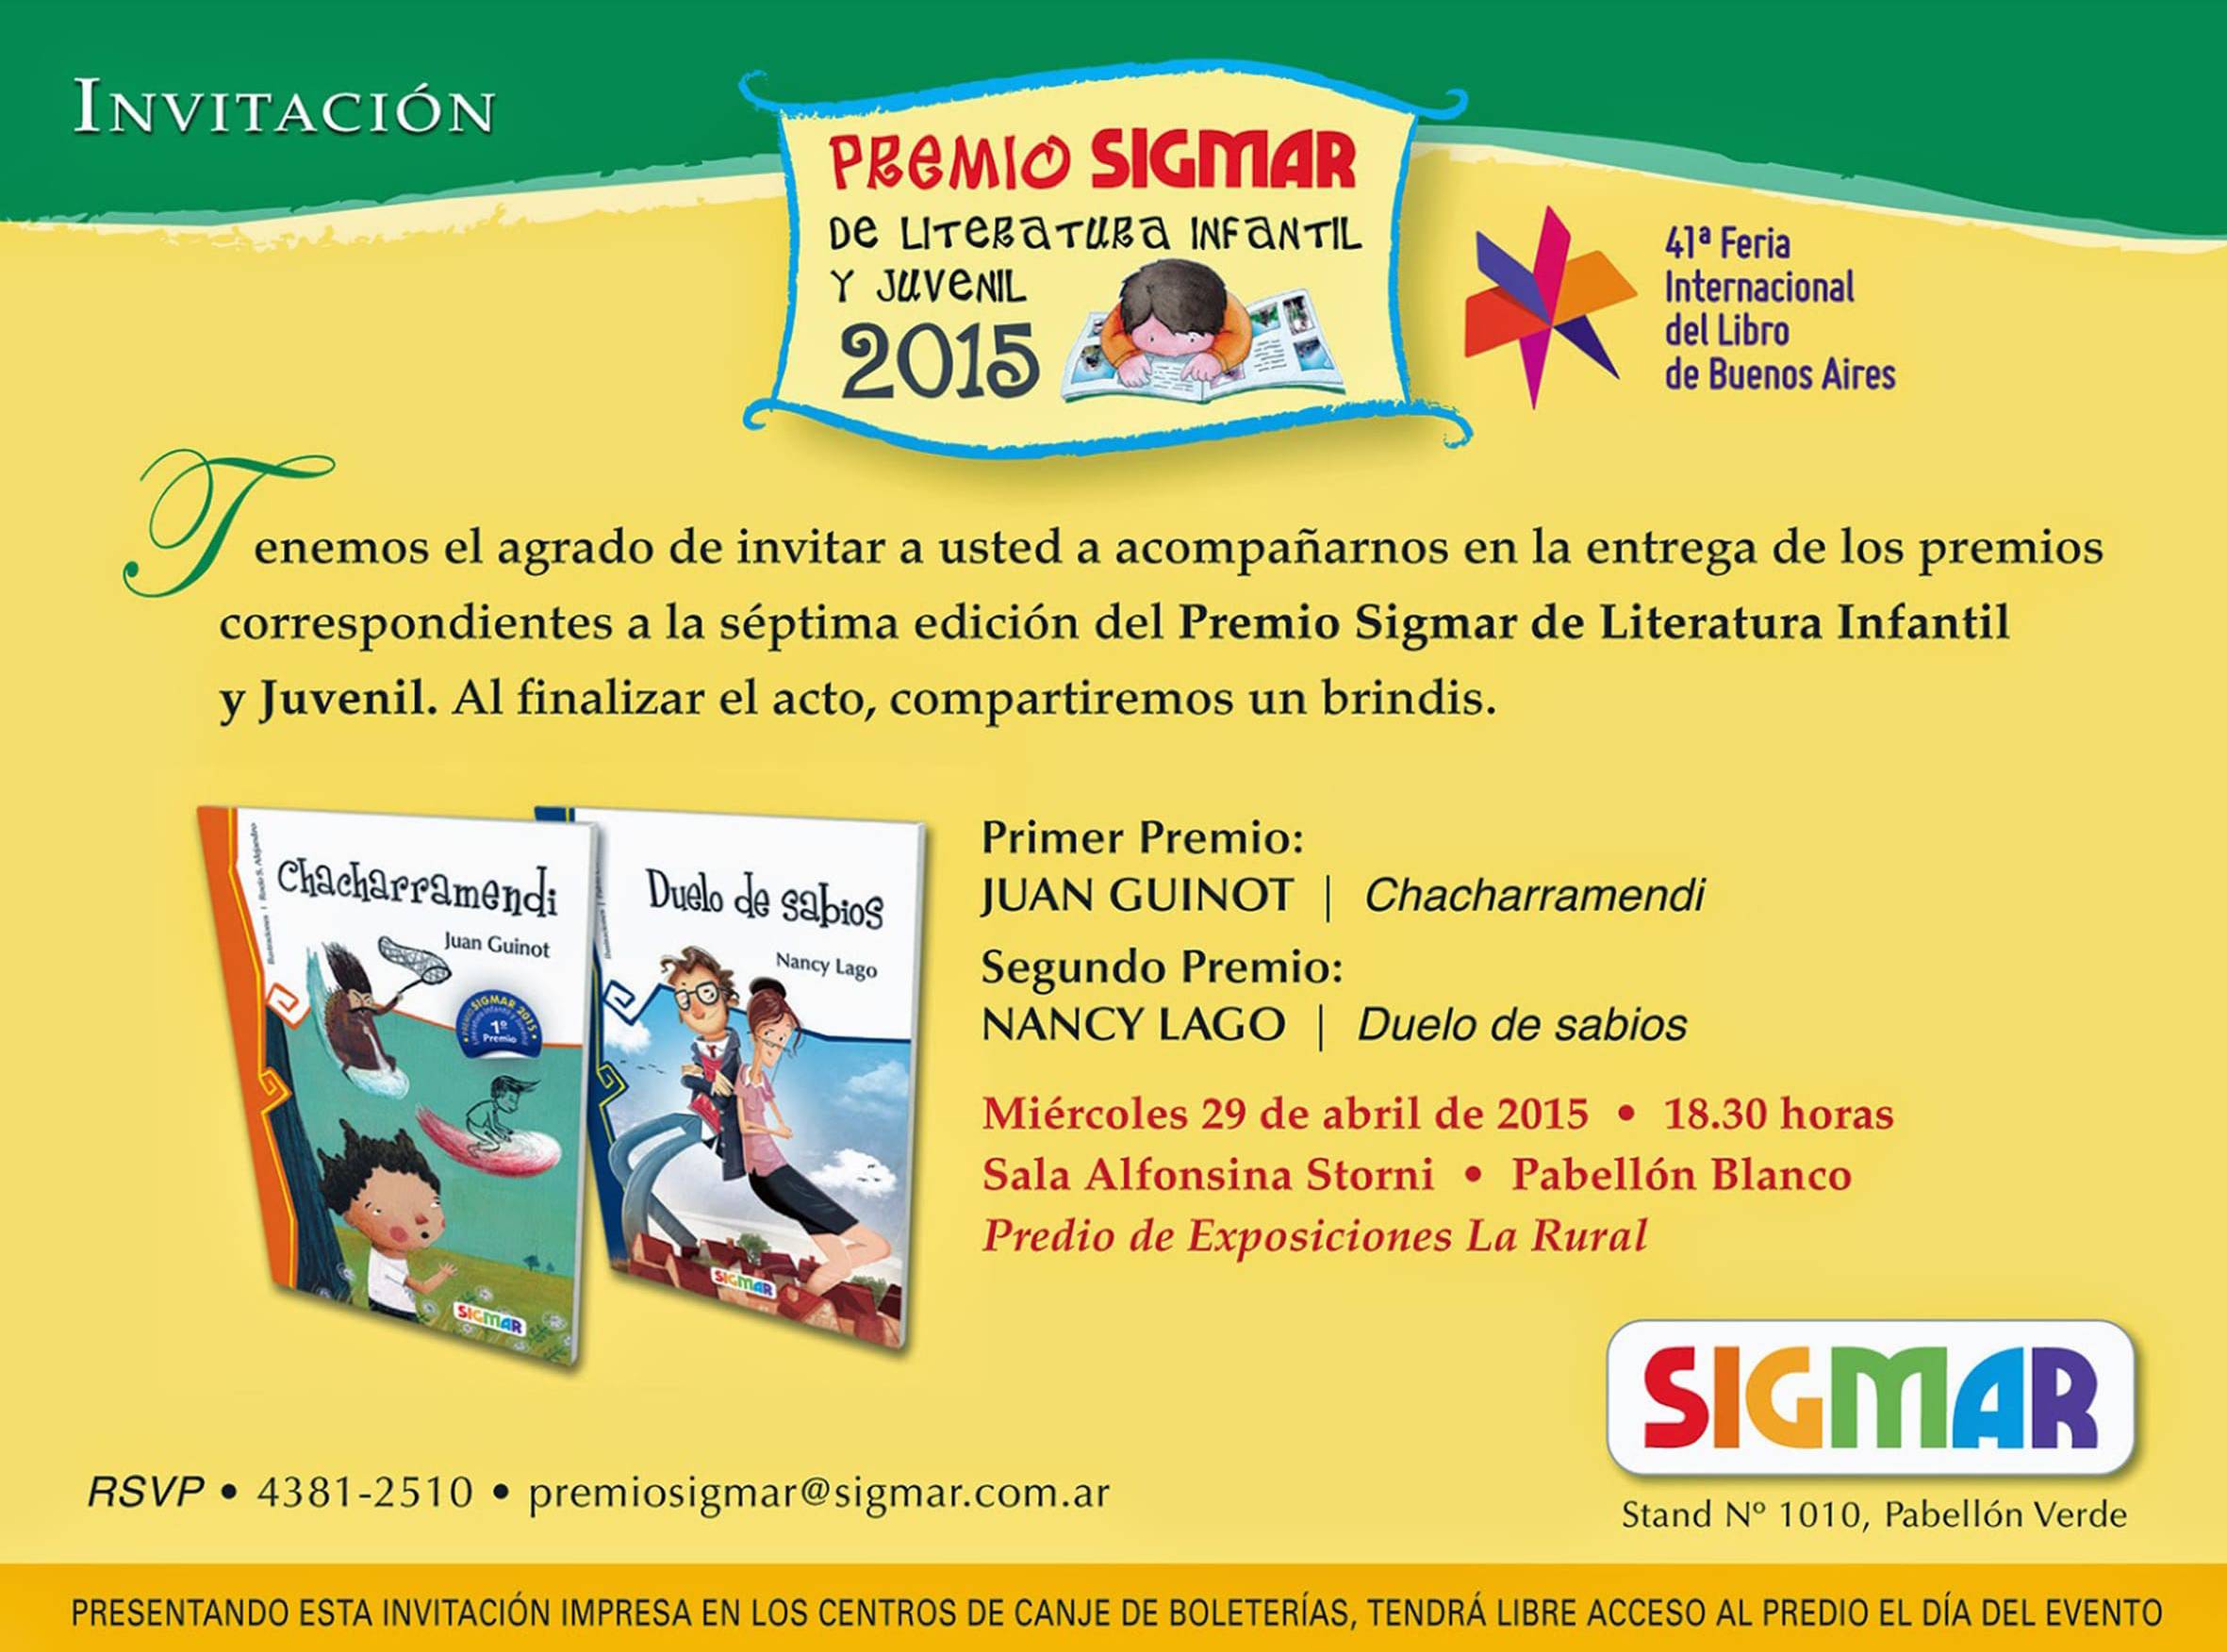 INVITACIÓN
PREMIO SIGMAR
DE LITERATURA INFANTIL
Y JUVENIL
2015
41ª Feria
Internacional
del Libro
de Buenos Aires
Tenemos el agrado de invitar a usted a acompañarnos en la entrega de los premios
correspondientes a la séptima edición del Premio Sigmar de Literatura Infantil
y Juvenil. Al finalizar el acto, compartiremos un brindis.
Chacharramendi
Juan Guinot
PREMIO SIGMAR 2015
1º
Premio
SIGMAR
Duelo de sabios
Nancy Lago
SIGMAR
Primer Premio:
JUAN GUINOT | Chacharramendi
Segundo Premio:
NANCY LAGO | Duelo de sabios
Miércoles 29 de abril de 2015 • 18.30 horas
Sala Alfonsina Storni • Pabellón Blanco
Predio de Exposiciones La Rural
SIGMAR
Stand Nº 1010, Pabellón Verde
RSVP • 4381-2510 • premiosigmar@sigmar.com.ar
PRESENTANDO ESTA INVITACIÓN IMPRESA EN LOS CENTROS DE CANJE DE BOLETERÍAS, TENDRÁ LIBRE ACCESO AL PREDIO EL DÍA DEL EVENTO